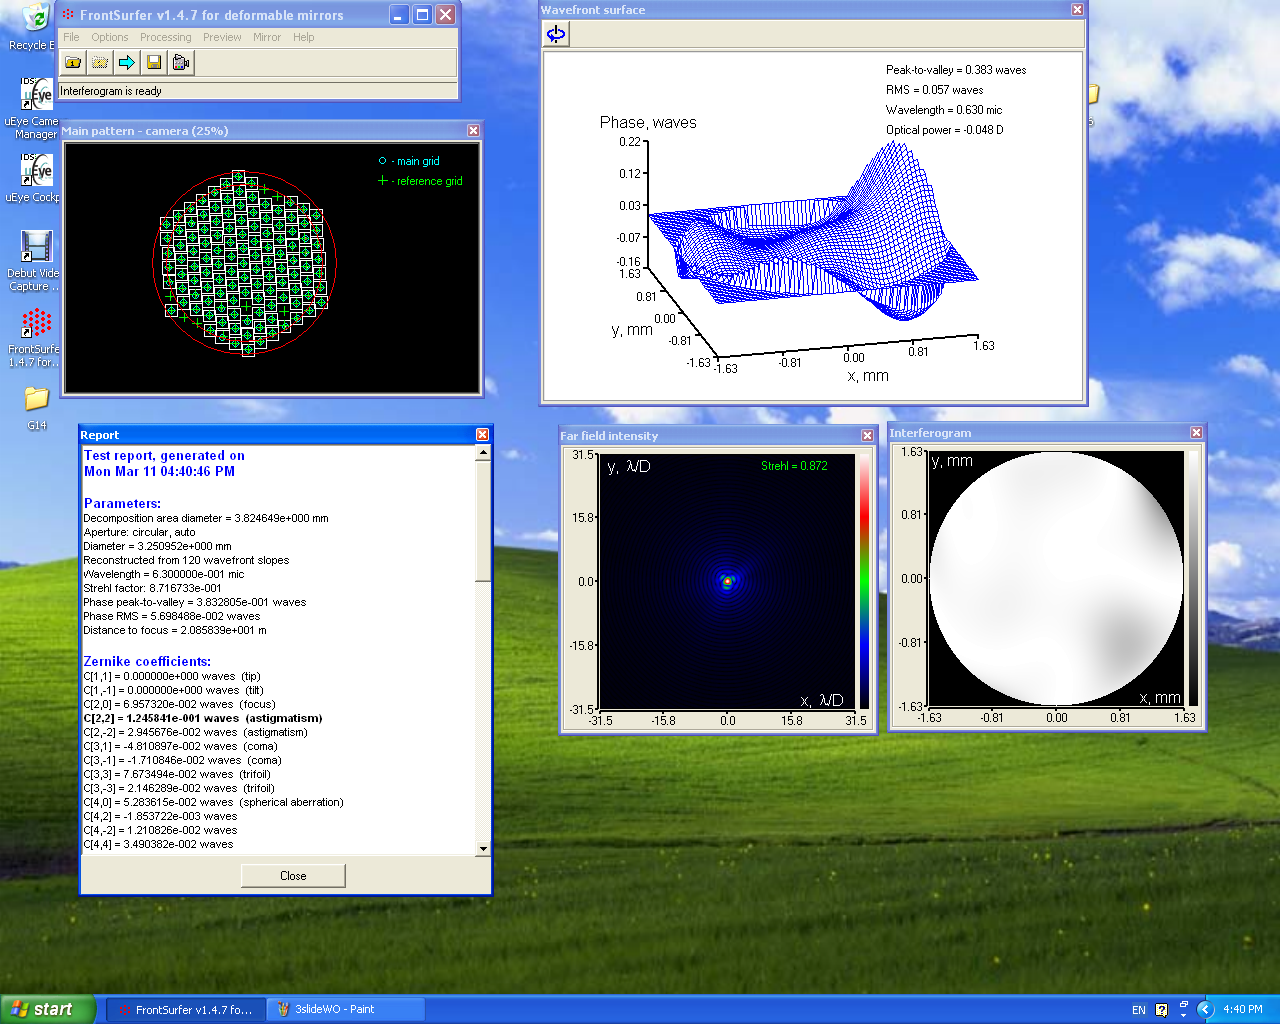 Recycle B
FrontSurfer v1.4.7 for deformable mirrors
File Options Processing Preview Mirror Help
Interferogram is ready
IDS:
uEye
uEye Came
Manager
IDS:
uEye
uEye Cockp
Debut Vide
Capture ..
FrontSurfe
1.4.7 for..
G14
Main pattern - camera (25%)
- main grid
- reference grid
Wavefront surface
Peak-to-valley = 0.383 waves
RMS = 0.057 waves
Wavelength = 0.630 mic
Optical power = -0.048 D
Phase, waves
0.22
0.12
0.03
-0.07
-0.16
1.63
0.81
0.00
-0.81
-1.63
y, mm
-1.63
-0.81
0.00
0.81
1.63
x, mm
Report
Test report, generated on
Mon Mar 11 04:40:46 PM
Parameters:
Decomposition area diameter = 3.824649e+000 mm
Aperture: circular, auto
Diameter = 3.250952e+000 mm
Reconstructed from 120 wavefront slopes
Wavelength = 6.300000e-001 mic
Strehl factor: 8.716733e-001
Phase peak-to-valley = 3.832805e-001 waves
Phase RMS = 5.698488e-002 waves
Distance to focus = 2.085839e+001 m
Zernike coefficients:
C[1,1] = 0.000000e+000 waves (tip)
C[1,-1] = 0.000000e+000 waves (tilt)
C[2,0] = 6.957320e-002 waves (focus)
C[2,2] = 1.245841e-001 waves (astigmatism)
C[2,-2] = 2.945676e-002 waves (astigmatism)
C[3,1] = -4.810897e-002 waves (coma)
C[3,-1] = -1.710846e-002 waves (coma)
C[3,3] = 7.673494e-002 waves (trifoil)
C[3,-3] = 2.146289e-002 waves (trifoil)
C[4,0] = 5.283615e-002 waves (spherical aberration)
C[4,2] = -1.853722e-003 waves
C[4,-2] = 1.210826e-002 waves
C[4,4] = 3.490382e-002 waves
Close
Far field intensity
y, λ/D
Strehl = 0.872
31.5
15.8
0.0
-15.8
-31.5
x, λ/D
-31.5 -15.8 0.0 15.8 31.5
Interferogram
y, mm
1.63
0.81
0.00
-0.81
-1.63
x, mm
-1.63 -0.81 0.00 0.81 1.63
start
FrontSurfer v1.4.7 fo...
3slideWO - Paint
EN
4:40 PM